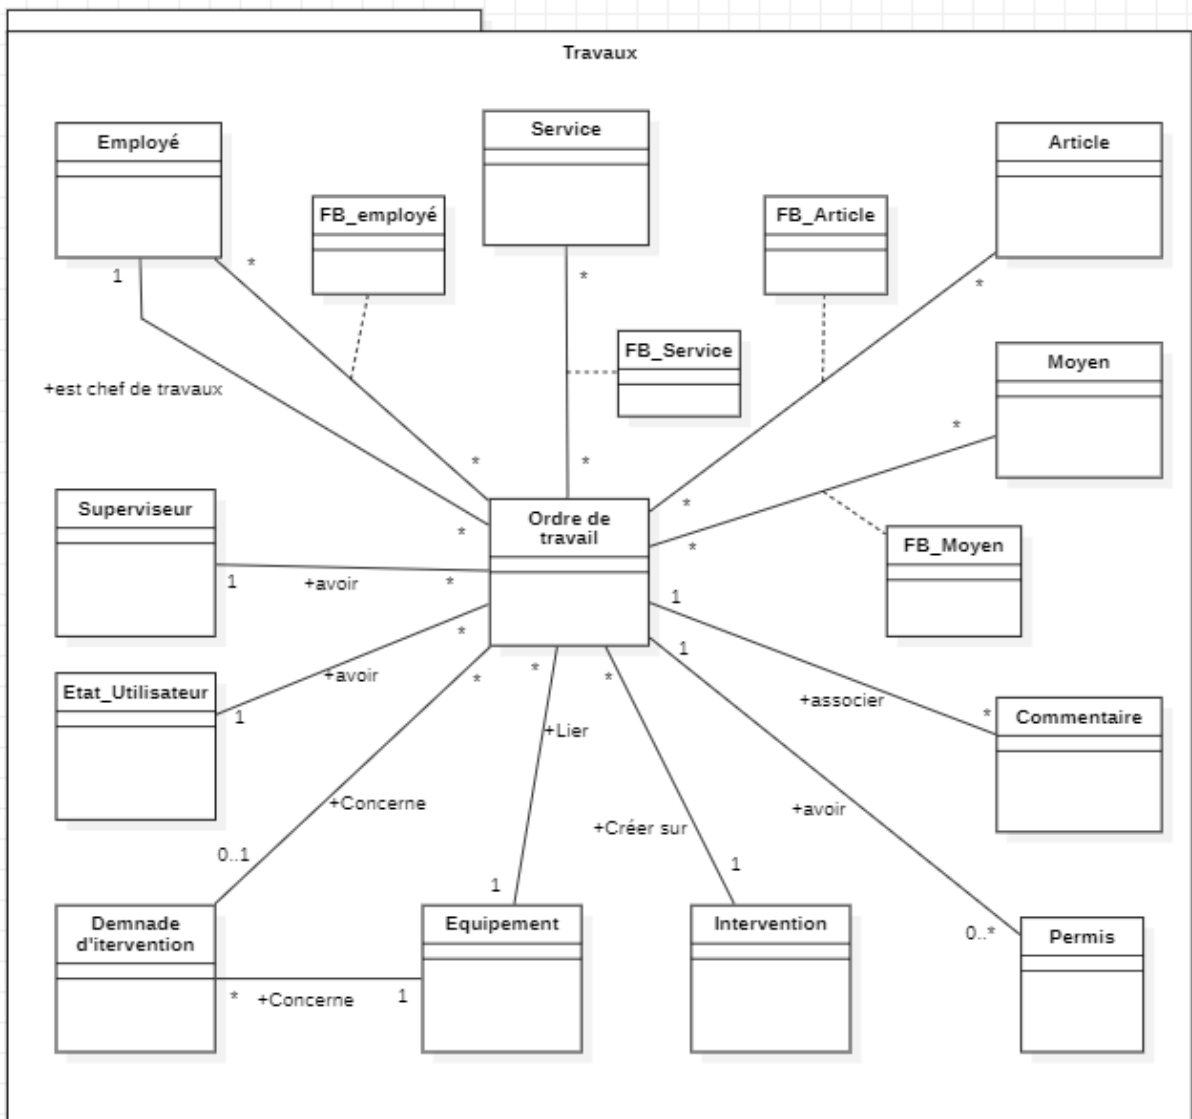 Travaux
Employé
Service
Article
FB_employé
FB_Article
1
*
*
*
FB_Service
Moyen
+est chef de travaux
*
*
*
Superviseur
Ordre de
travail
*
*
*
FB_Moyen
1
+avoir
*
1
*
1
Etat_Utilisateur
+avoir
*
*
*
1
+associer
*
Commentaire
+Lier
+Concerne
+Créer sur
+avoir
0..1
1
1
Demnade
d'itervention
Equipement
Intervention
0..*
Permis
*
+Concerne
1